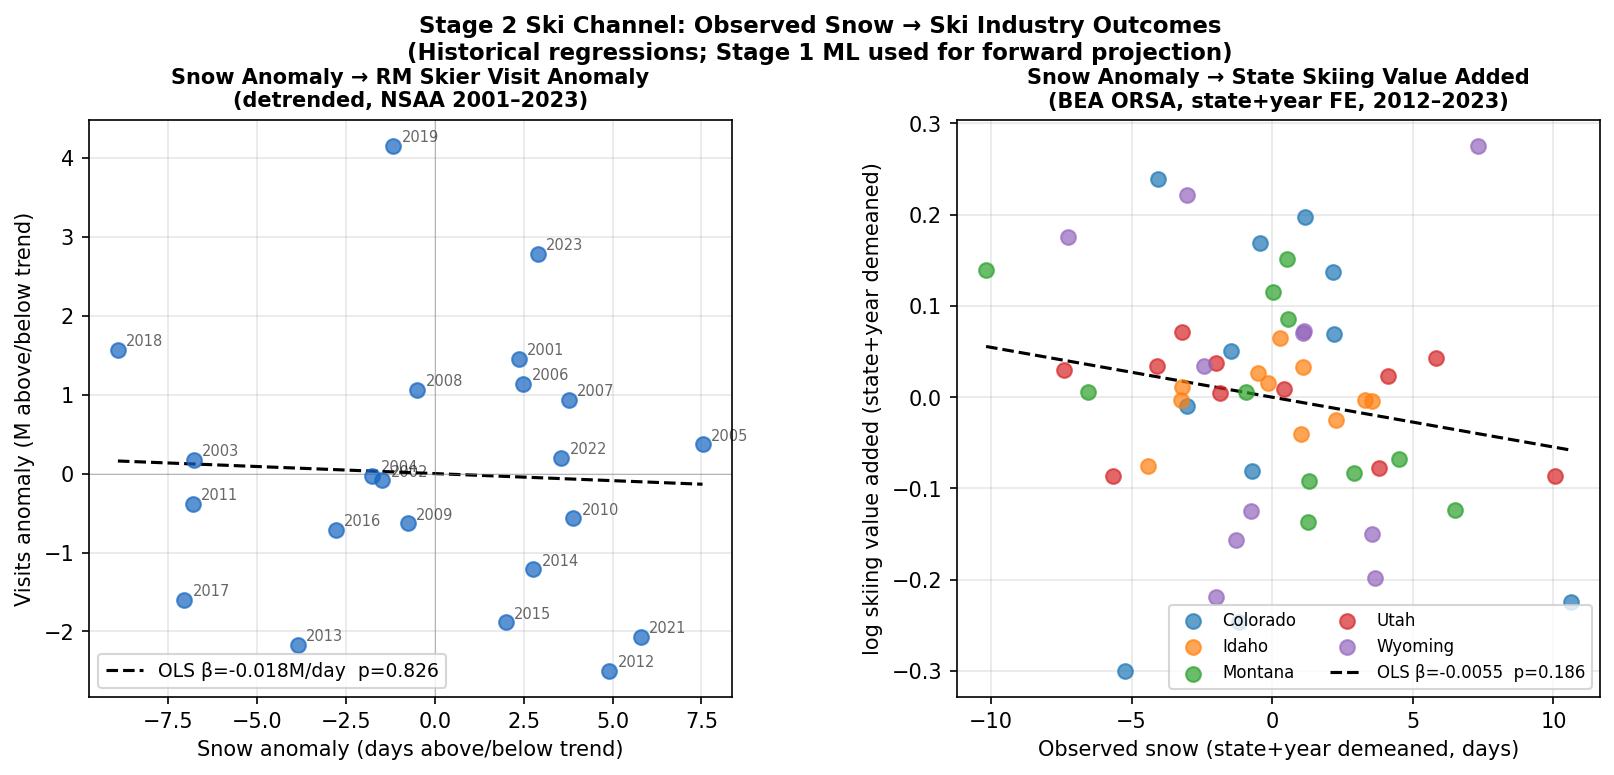 Stage 2 Ski Channel: Observed Snow → Ski Industry Outcomes
(Historical regressions; Stage 1 ML used for forward projection)
Snow Anomaly → RM Skier Visit Anomaly
(detrended, NSAA 2001–2023)
Visits anomaly (M above/below trend)
4
3
2
1
0
−1
−2
2019
2023
2018
2001
2006
2008
2007
2005
2003
2022
2004
2002
2011
2016
2009
2010
2014
2017
2015
2021
2013
2012
OLS β=-0.018M/day  p=0.826
−7.5
−5.0
−2.5
0.0
2.5
5.0
7.5
Snow anomaly (days above/below trend)
Snow Anomaly → State Skiing Value Added
(BEA ORSA, state+year FE, 2012–2023)
log skiing value added (state+year demeaned)
0.3
0.2
0.1
0.0
−0.1
−0.2
−0.3
Colorado
Idaho
Montana
Utah
Wyoming
OLS β=-0.0055  p=0.186
−10
−5
0
5
10
Observed snow (state+year demeaned, days)